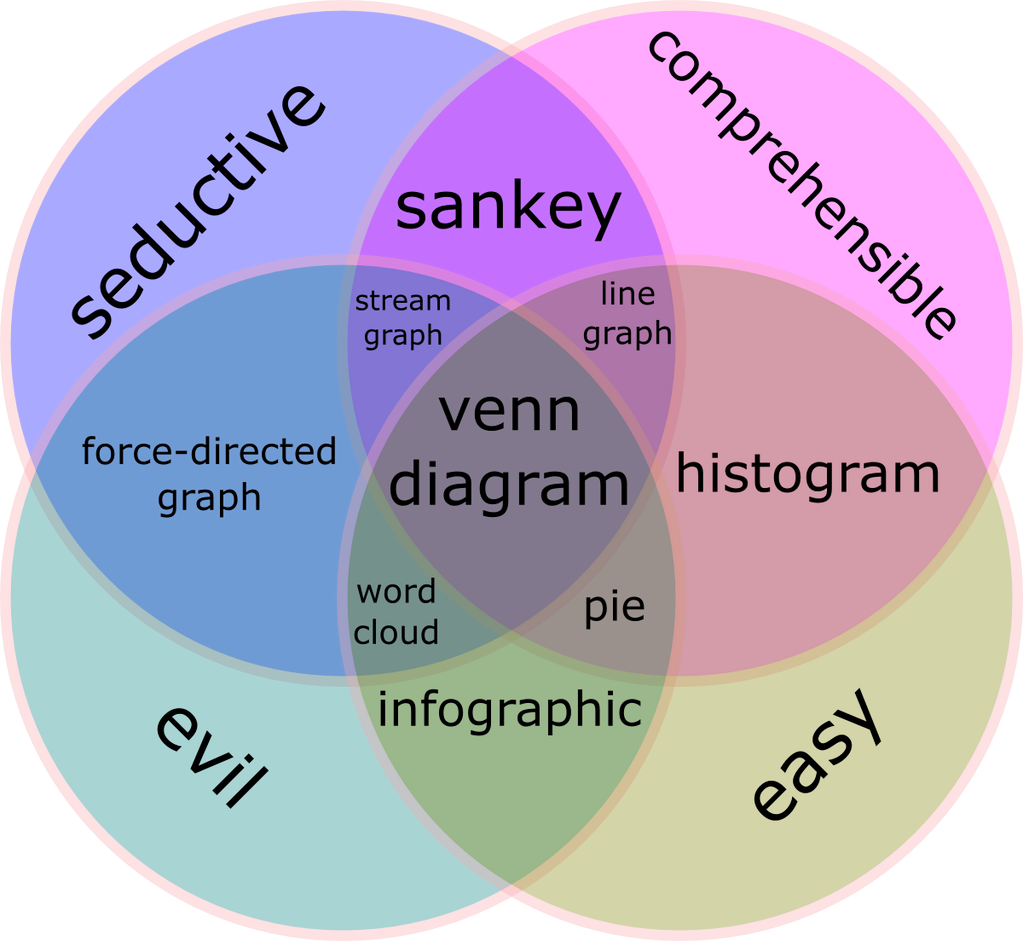 seductive
comprehensible
sankey
stream
graph
line
graph
venn
diagram
force-directed
graph
histogram
word
cloud
pie
infographic
evil
easy